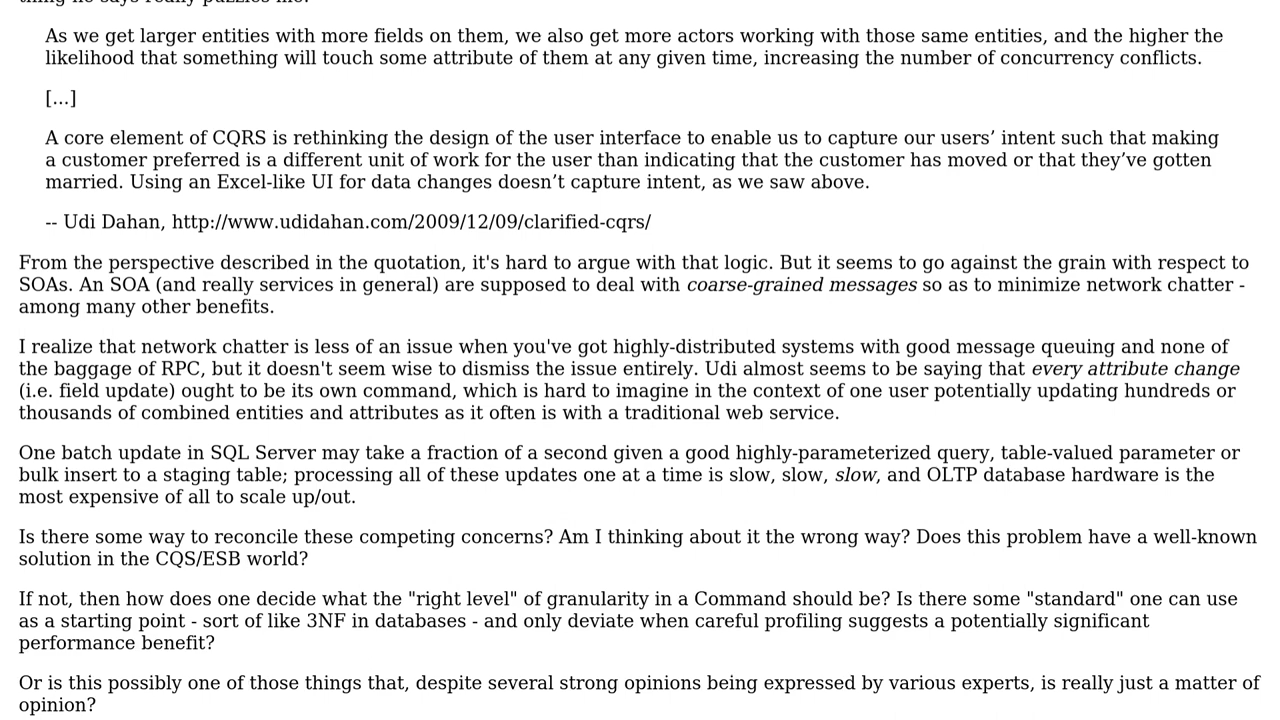 As we get larger entities with more fields on them, we also get more actors working with those same entities, and the higher the
likelihood that something will touch some attribute of them at any given time, increasing the number of concurrency conflicts.
[...]
A core element of CQRS is rethinking the design of the user interface to enable us to capture our users’ intent such that making
a customer preferred is a different unit of work for the user than indicating that the customer has moved or that they’ve gotten
married. Using an Excel-like UI for data changes doesn’t capture intent, as we saw above.
-- Udi Dahan, http://www.udidahan.com/2009/12/09/clarified-cqrs/
From the perspective described in the quotation, it's hard to argue with that logic. But it seems to go against the grain with respect to
SOAs. An SOA (and really services in general) are supposed to deal with coarse-grained messages so as to minimize network chatter -
among many other benefits.
I realize that network chatter is less of an issue when you've got highly-distributed systems with good message queuing and none of
the baggage of RPC, but it doesn't seem wise to dismiss the issue entirely. Udi almost seems to be saying that every attribute change
(i.e. field update) ought to be its own command, which is hard to imagine in the context of one user potentially updating hundreds or
thousands of combined entities and attributes as it often is with a traditional web service.
One batch update in SQL Server may take a fraction of a second given a good highly-parameterized query, table-valued parameter or
bulk insert to a staging table; processing all of these updates one at a time is slow, slow, slow, and OLTP database hardware is the
most expensive of all to scale up/out.
Is there some way to reconcile these competing concerns? Am I thinking about it the wrong way? Does this problem have a well-known
solution in the CQS/ESB world?
If not, then how does one decide what the "right level" of granularity in a Command should be? Is there some "standard" one can use
as a starting point - sort of like 3NF in databases - and only deviate when careful profiling suggests a potentially significant
performance benefit?
Or is this possibly one of those things that, despite several strong opinions being expressed by various experts, is really just a matter of
opinion?